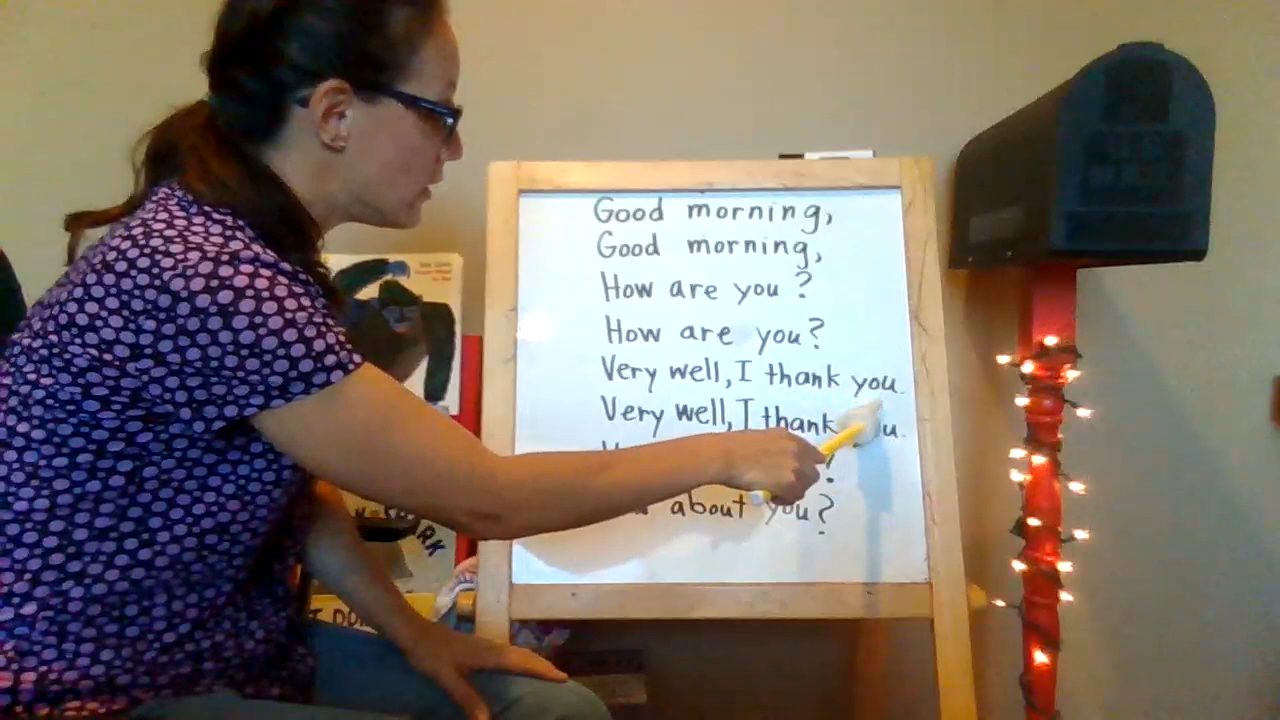 Good morning,
Good morning,
How are you?
How are you?
Very well, I thank you.
Very well, I thank
?
about you?